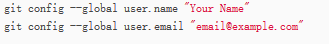 git config --global user.name "Your Name"
git config --global user.email "email@example.com"